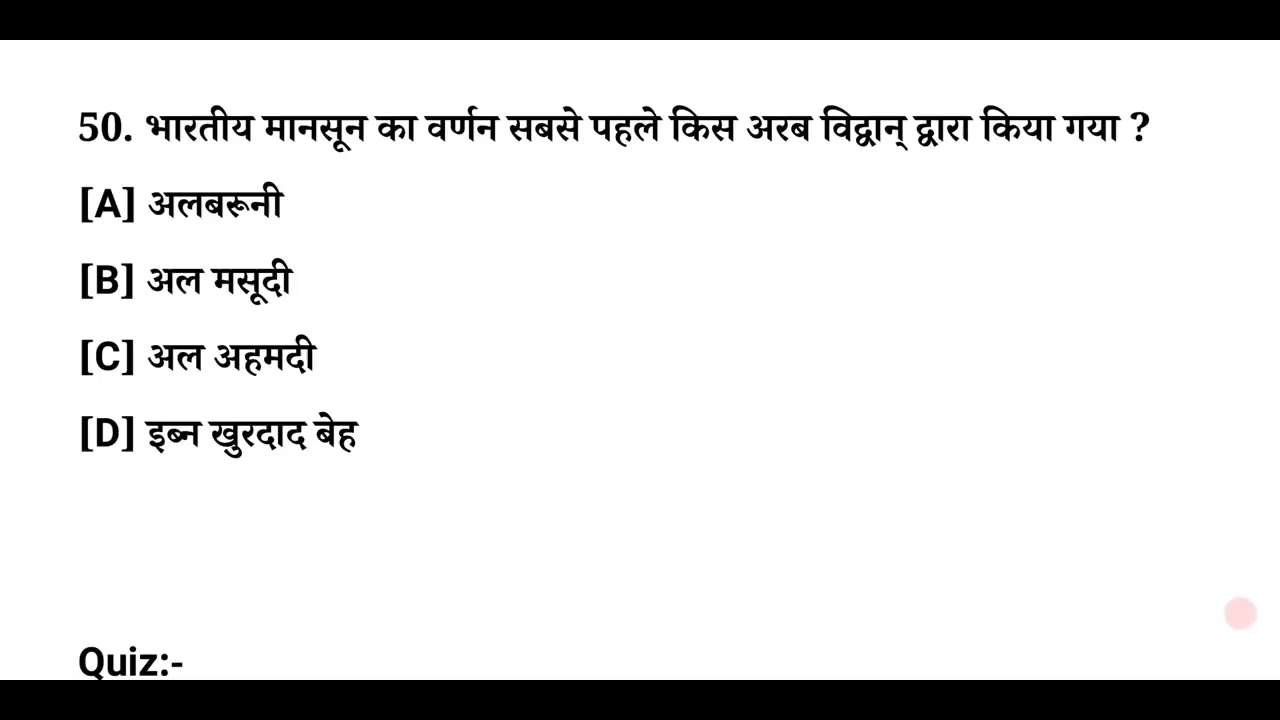 50. भारतीय मानसून का वर्णन सबसे पहले किस अरब विद्वान् द्वारा किया गया ?
[A] अलबरूनी
[B] अल मसूदी
[C] अल अहमदी
[D] इब्न खुरदाद बेह
Quiz:-